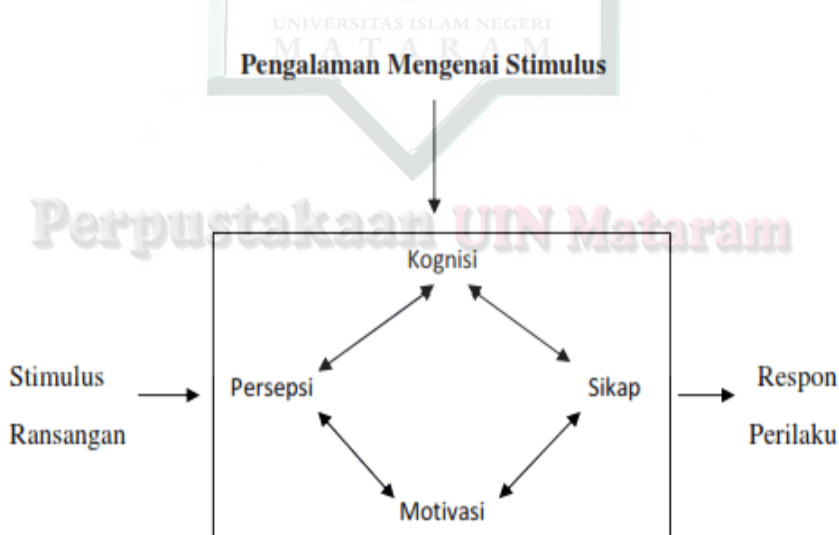 UNIVERSITAS ISLAM NEGERI
M A T A R A M
Pengalaman Mengenai Stimulus
Perpustakaan UIN Mataram
Kognisi
Stimulus
Ransangan
Persepsi
Sikap
Respon
Perilaku
Motivasi